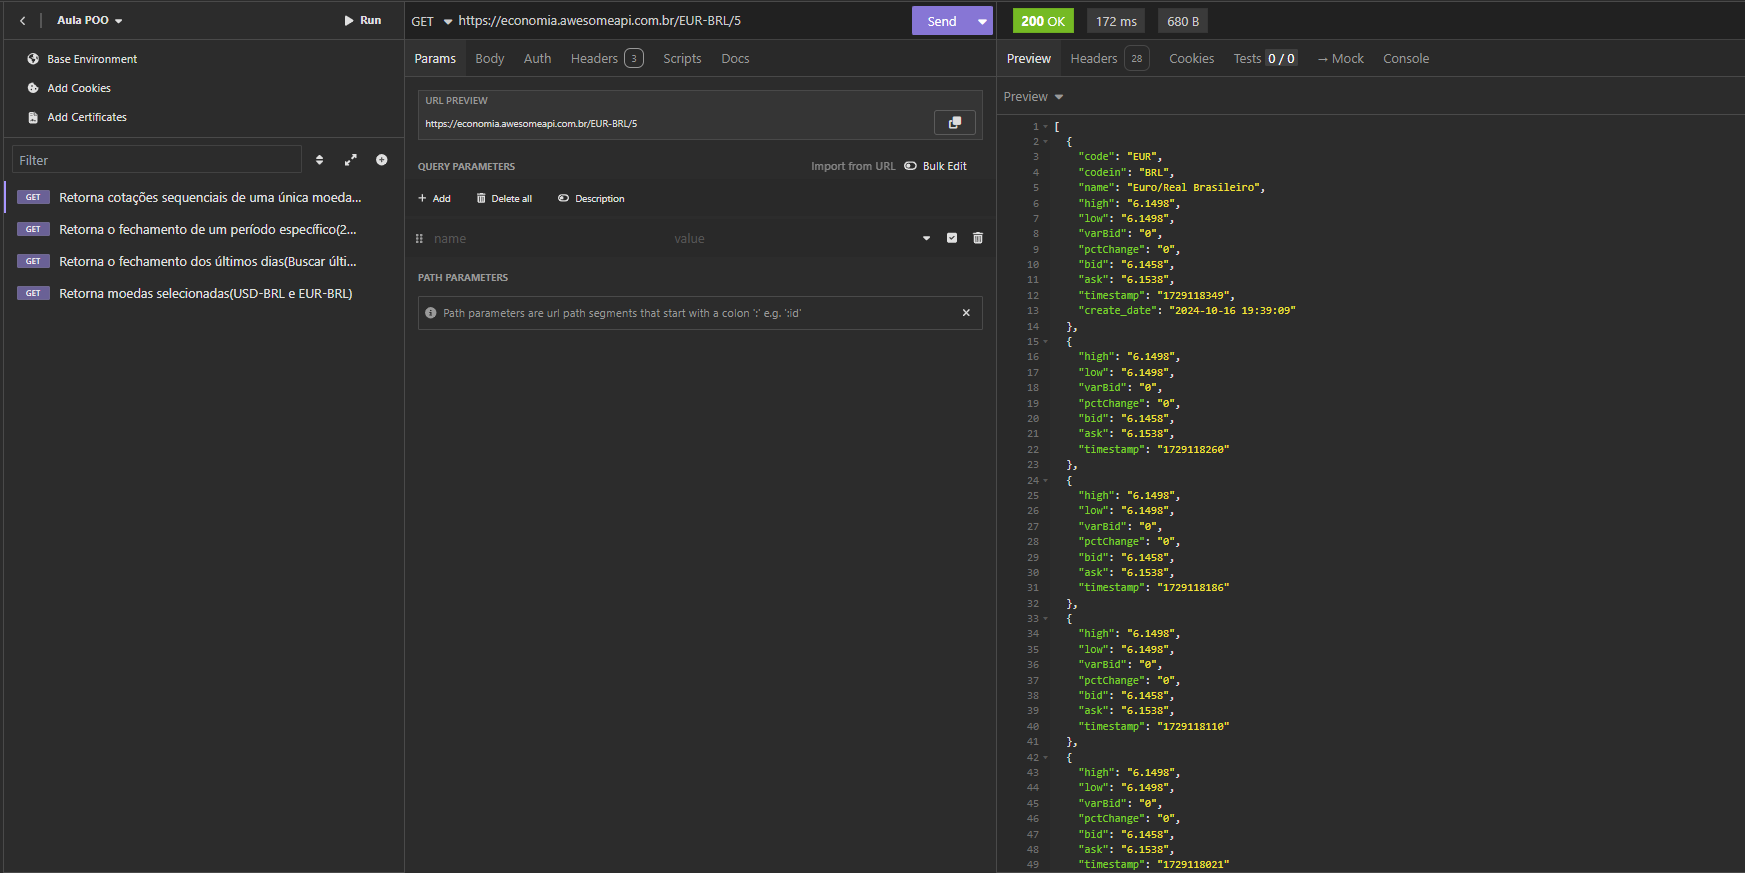 Aula POO
Run
Base Environment
Add Cookies
Add Certificates
Filter
GET Retorna cotações sequenciais de uma única moeda...
GET Retorna o fechamento de um período específico(2...
GET Retorna o fechamento dos últimos dias(Buscar últi...
GET Retorna moedas selecionadas(USD-BRL e EUR-BRL)
GET https://economia.awesomeapi.com.br/EUR-BRL/5
Send
Params Body Auth Headers 3 Scripts Docs
URL PREVIEW
https://economia.awesomeapi.com.br/EUR-BRL/5
QUERY PARAMETERS
Import from URL Bulk Edit
+ Add Delete all Description
name value
PATH PARAMETERS
Path parameters are url path segments that start with a colon ':' e.g. ':id'
200 OK 172 ms 680 B
Preview Headers 28 Cookies Tests 0 / 0 → Mock Console
Preview
1 [
2 {
3 "code": "EUR",
4 "codein": "BRL",
5 "name": "Euro/Real Brasileiro",
6 "high": "6.1498",
7 "low": "6.1498",
8 "varBid": "0",
9 "pctChange": "0",
10 "bid": "6.1458",
11 "ask": "6.1538",
12 "timestamp": "1729118349",
13 "create_date": "2024-10-16 19:39:09"
14 },
15 {
16 "high": "6.1498",
17 "low": "6.1498",
18 "varBid": "0",
19 "pctChange": "0",
20 "bid": "6.1458",
21 "ask": "6.1538",
22 "timestamp": "1729118260"
23 },
24 {
25 "high": "6.1498",
26 "low": "6.1498",
27 "varBid": "0",
28 "pctChange": "0",
29 "bid": "6.1458",
30 "ask": "6.1538",
31 "timestamp": "1729118186"
32 },
33 {
34 "high": "6.1498",
35 "low": "6.1498",
36 "varBid": "0",
37 "pctChange": "0",
38 "bid": "6.1458",
39 "ask": "6.1538",
40 "timestamp": "1729118110"
41 },
42 {
43 "high": "6.1498",
44 "low": "6.1498",
45 "varBid": "0",
46 "pctChange": "0",
47 "bid": "6.1458",
48 "ask": "6.1538",
49 "timestamp": "1729118021"